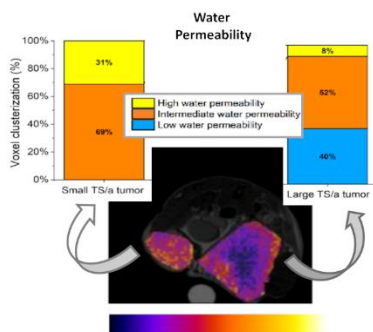 Water
Permeability
Voxel clusterization (%)
100%
80%
60%
40%
20%
0%
31%
69%
8%
52%
40%
High water permeability
Intermediate water permeability
Low water permeability
Small TS/a tumor
Large TS/a tumor